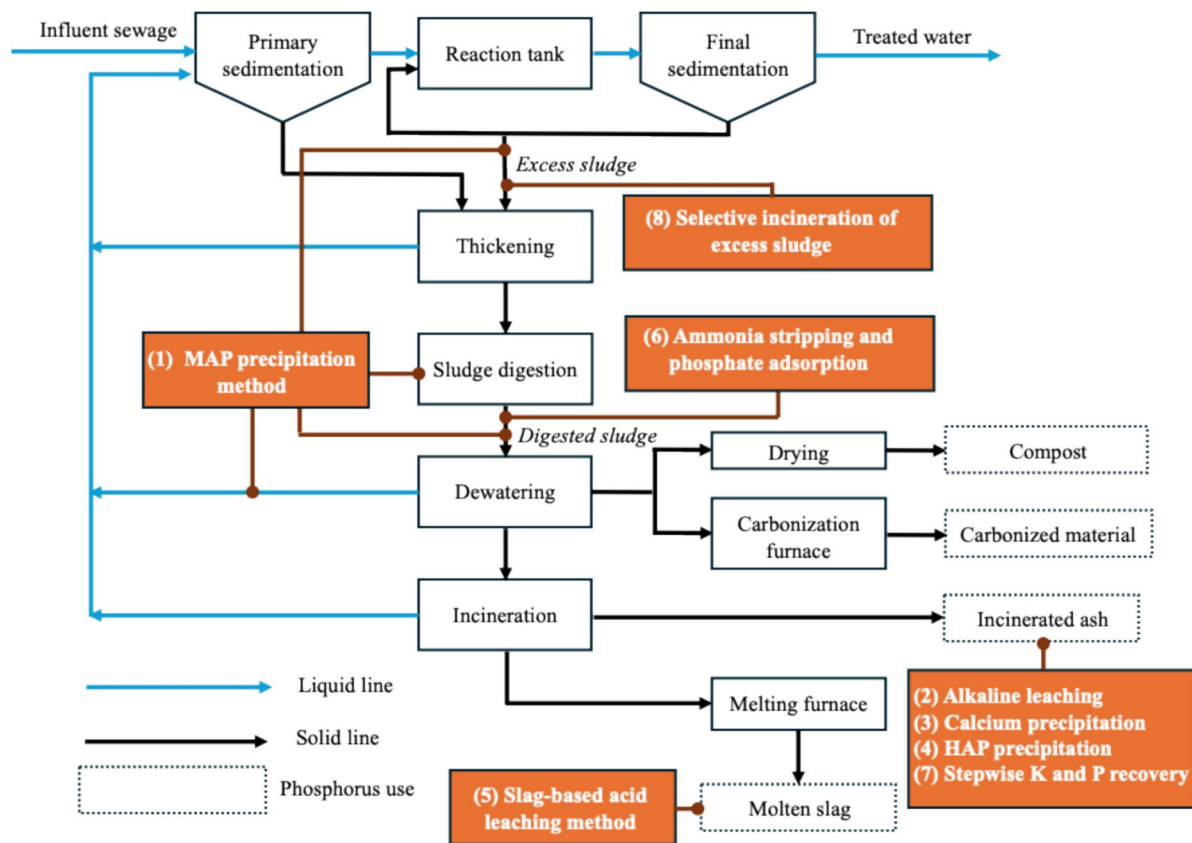 Influent sewage
Primary
sedimentation
Reaction tank
Final
sedimentation
Treated water
Excess sludge
(8) Selective incineration of
excess sludge
Thickening
(1) MAP precipitation
method
Sludge digestion
(6) Ammonia stripping and
phosphate adsorption
Digested sludge
Drying
Compost
Dewatering
Carbonization
furnace
Carbonized material
Incineration
Incinerated ash
Liquid line
Solid line
Phosphorus use
Melting furnace
(2) Alkaline leaching
(3) Calcium precipitation
(4) HAP precipitation
(7) Stepwise K and P recovery
(5) Slag-based acid
leaching method
Molten slag